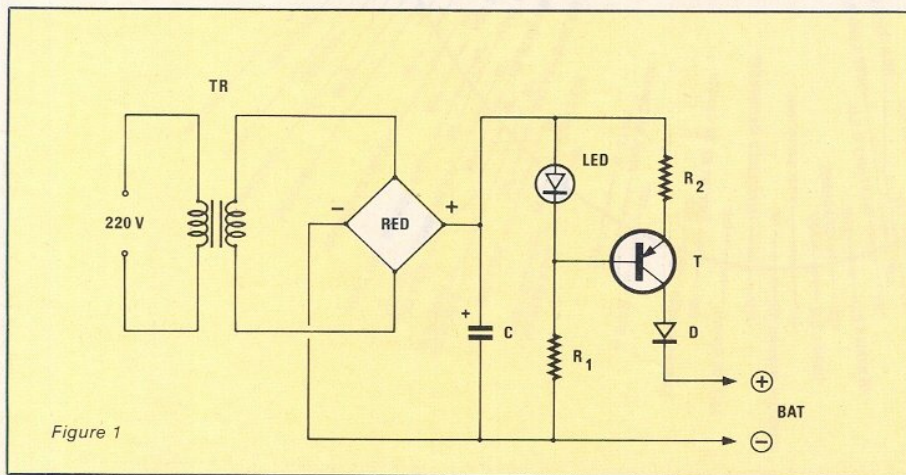 TR
220 V
− RED +
+ C
LED
R1
R2
T
D
+
BAT
−
Figure 1